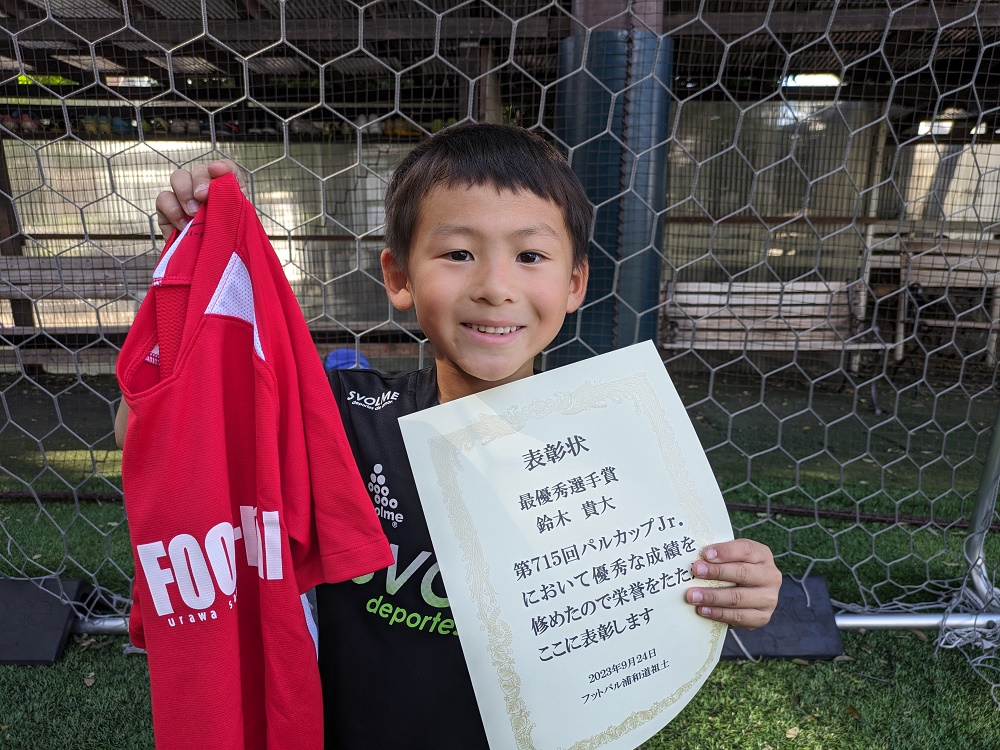 SVOLME
deportes de
svolme
deportes
urawa
表彰状
最優秀選手賞
鈴木 貴大
第715回パルカップJr.
において優秀な成績を
修めたので栄誉をたたえ
ここに表彰します
2023年9月24日
フットパル浦和道祖土